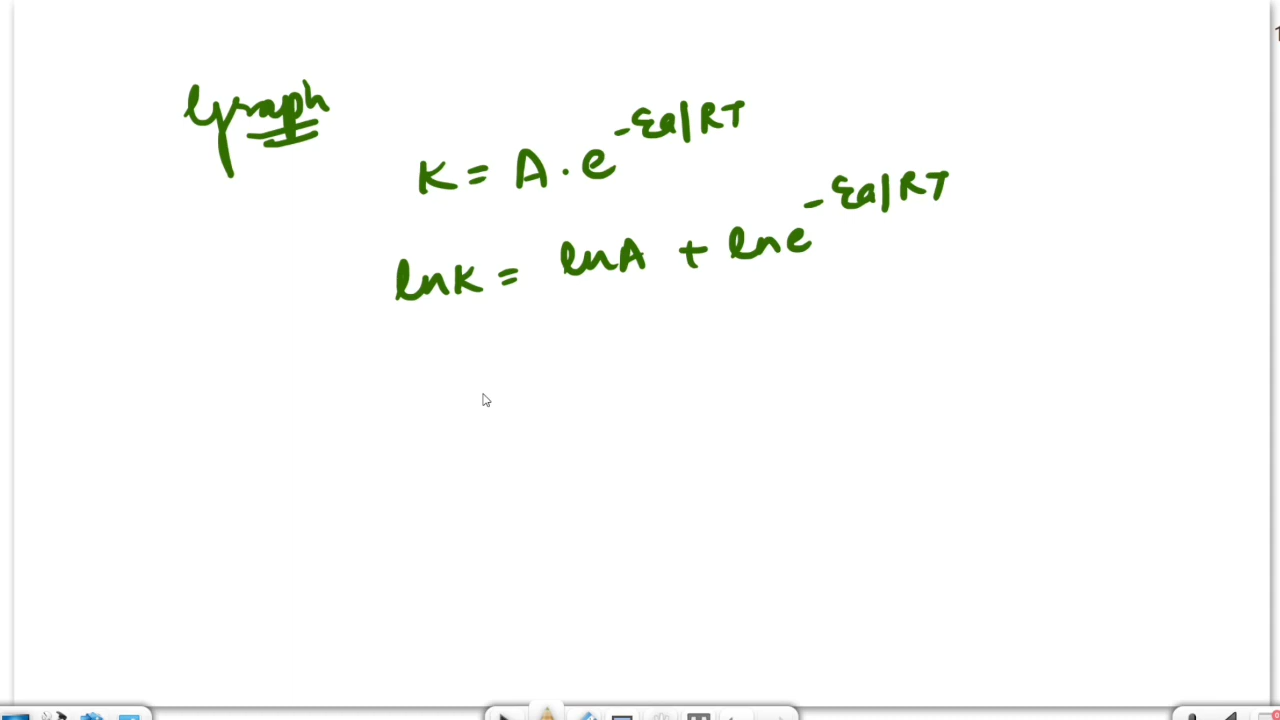 Graph
K = A . e^-Ea/RT
lnK = lnA + lne^-Ea/RT